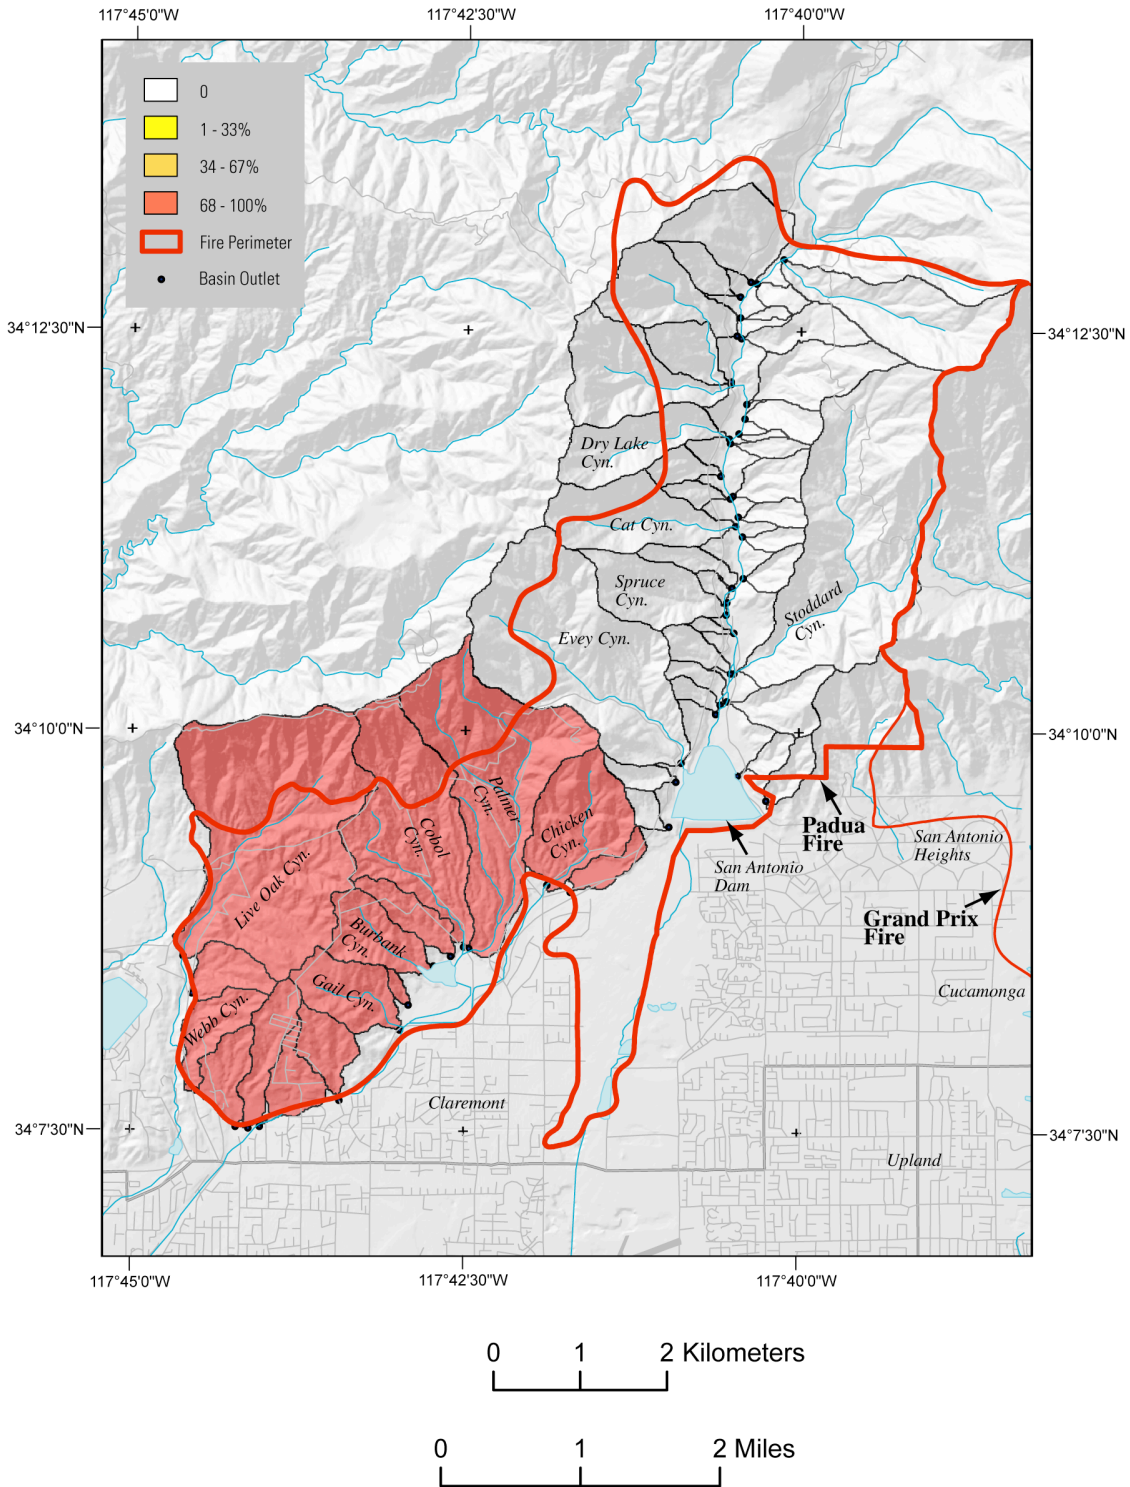 117°45'0"W
117°42'30"W
117°40'0"W
0
1 - 33%
34 - 67%
68 - 100%
Fire Perimeter
Basin Outlet
34°12'30"N
34°12'30"N
Dry Lake
Cyn.
Cat Cyn.
Spruce
Cyn.
Stoddard
Cyn.
Evey Cyn.
34°10'0"N
34°10'0"N
Palmer
Cyn.
Chicken
Cyn.
Cobol
Cyn.
Padua
Fire
San Antonio
Heights
San Antonio
Dam
Live Oak Cyn.
Grand Prix
Fire
Burbank
Cyn.
Gail Cyn.
Cucamonga
Webb Cyn.
Claremont
34°7'30"N
34°7'30"N
Upland
117°45'0"W
117°42'30"W
117°40'0"W
0 1 2 Kilometers
0 1 2 Miles